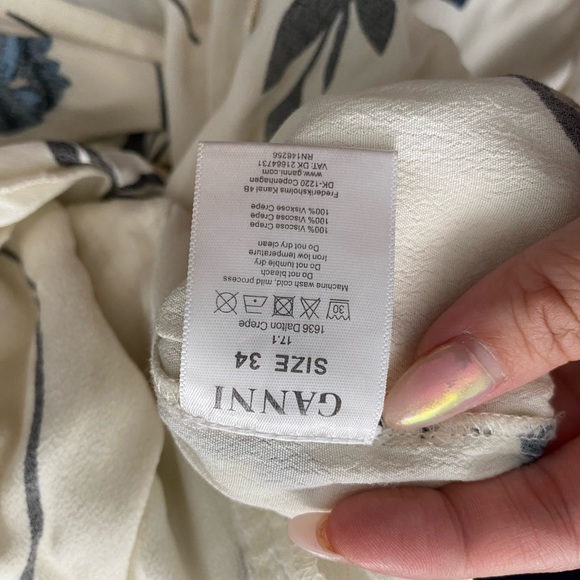 GANNI
SIZE 34
17.1
1636 Dalton Crepe
30
Machine wash cold, mild process
Do not bleach
Do not tumble dry
Iron low temperature
Do not dry clean
100% Viscose Crepe
100% Viscose Crepe
100% Viskose Crepe
Frederiksholms Kanal 4B
DK-1220 Copenhagen
www.ganni.com
VAT: DK 21664731
RN146256